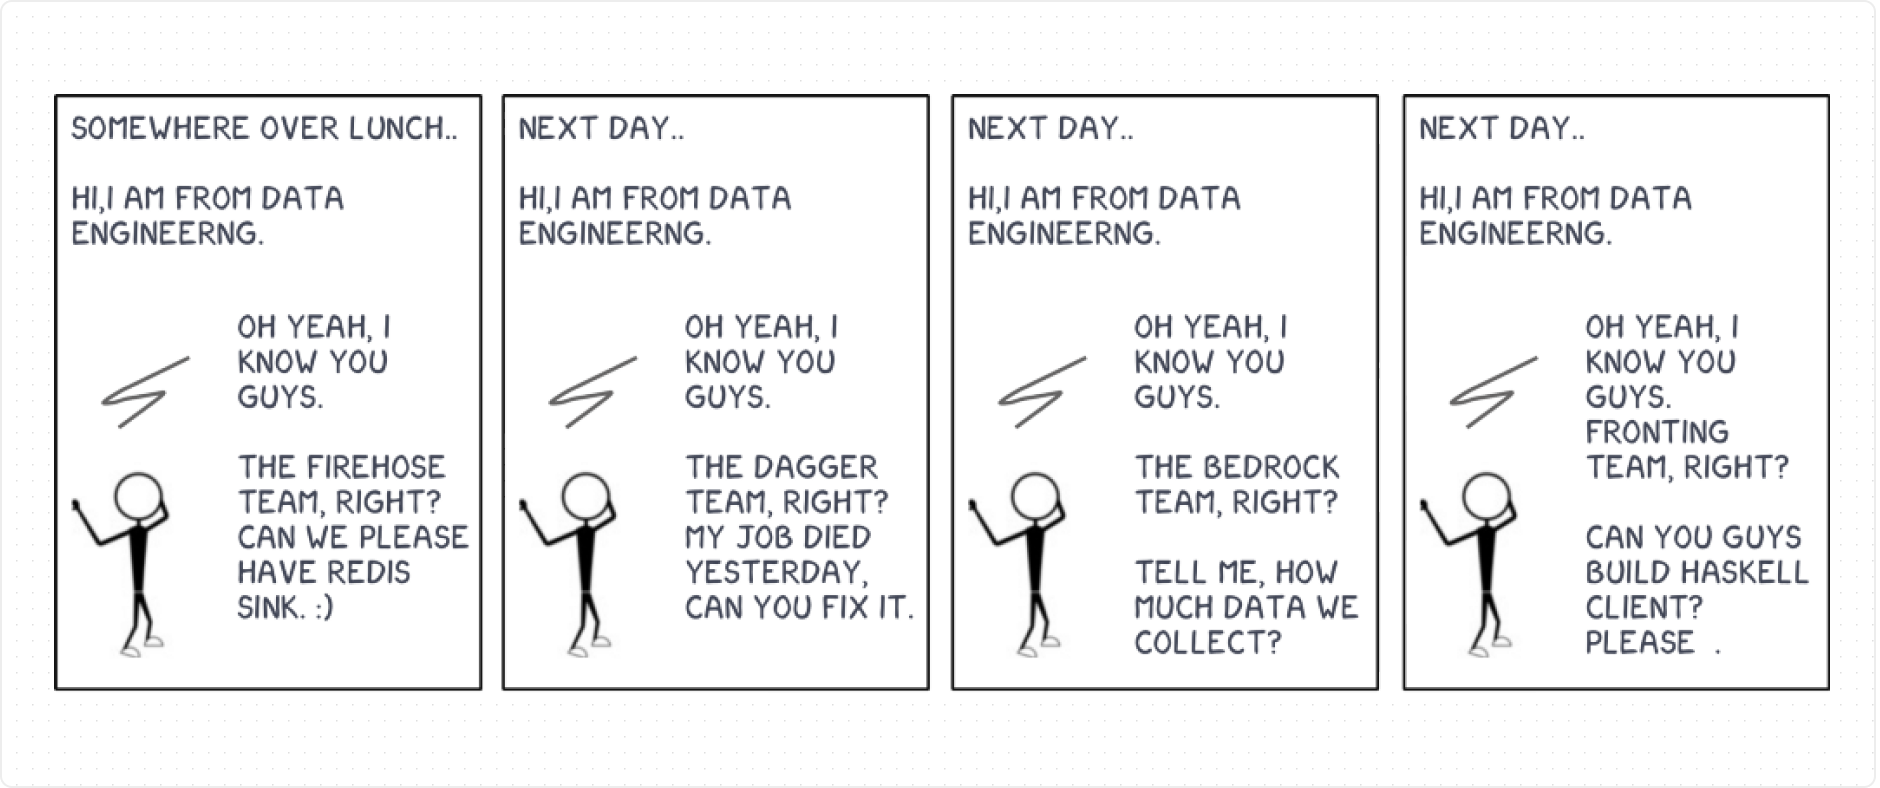 SOMEWHERE OVER LUNCH..
HI,I AM FROM DATA
ENGINEERNG.
OH YEAH, I
KNOW YOU
GUYS.
THE FIREHOSE
TEAM, RIGHT?
CAN WE PLEASE
HAVE REDIS
SINK. :)
NEXT DAY..
HI,I AM FROM DATA
ENGINEERNG.
OH YEAH, I
KNOW YOU
GUYS.
THE DAGGER
TEAM, RIGHT?
MY JOB DIED
YESTERDAY,
CAN YOU FIX IT.
NEXT DAY..
HI,I AM FROM DATA
ENGINEERNG.
OH YEAH, I
KNOW YOU
GUYS.
THE BEDROCK
TEAM, RIGHT?
TELL ME, HOW
MUCH DATA WE
COLLECT?
NEXT DAY..
HI,I AM FROM DATA
ENGINEERNG.
OH YEAH, I
KNOW YOU
GUYS.
FRONTING
TEAM, RIGHT?
CAN YOU GUYS
BUILD HASKELL
CLIENT?
PLEASE .